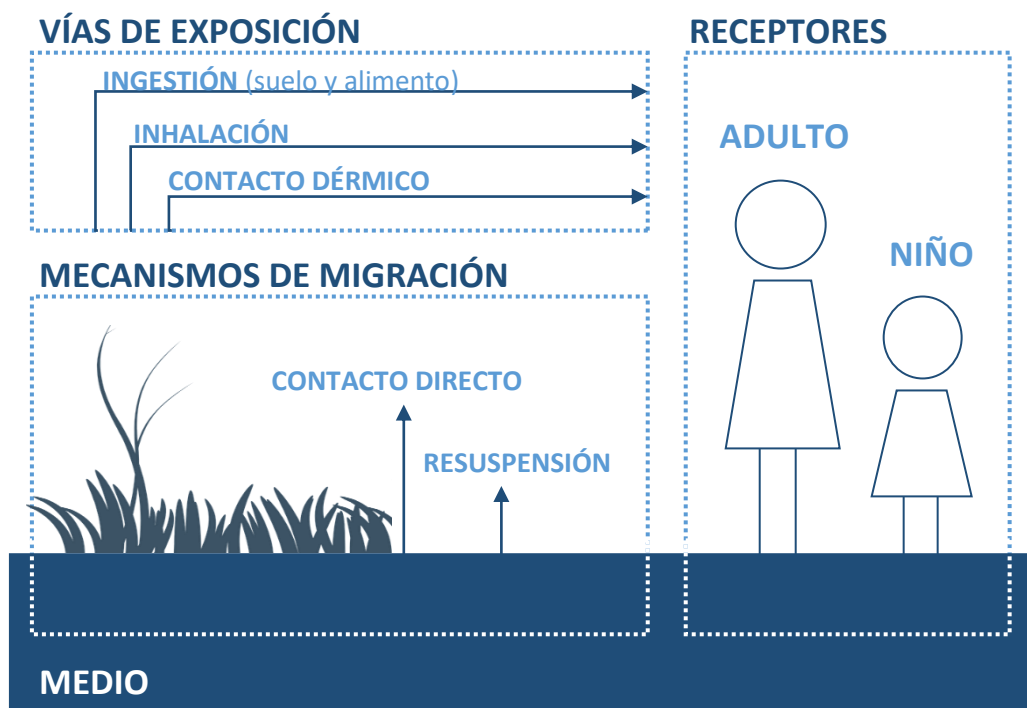 VÍAS DE EXPOSICIÓN
INGESTIÓN (suelo y alimento)
INHALACIÓN
CONTACTO DÉRMICO
MECANISMOS DE MIGRACIÓN
CONTACTO DIRECTO
RESUSPENSIÓN
RECEPTORES
ADULTO
NIÑO
MEDIO